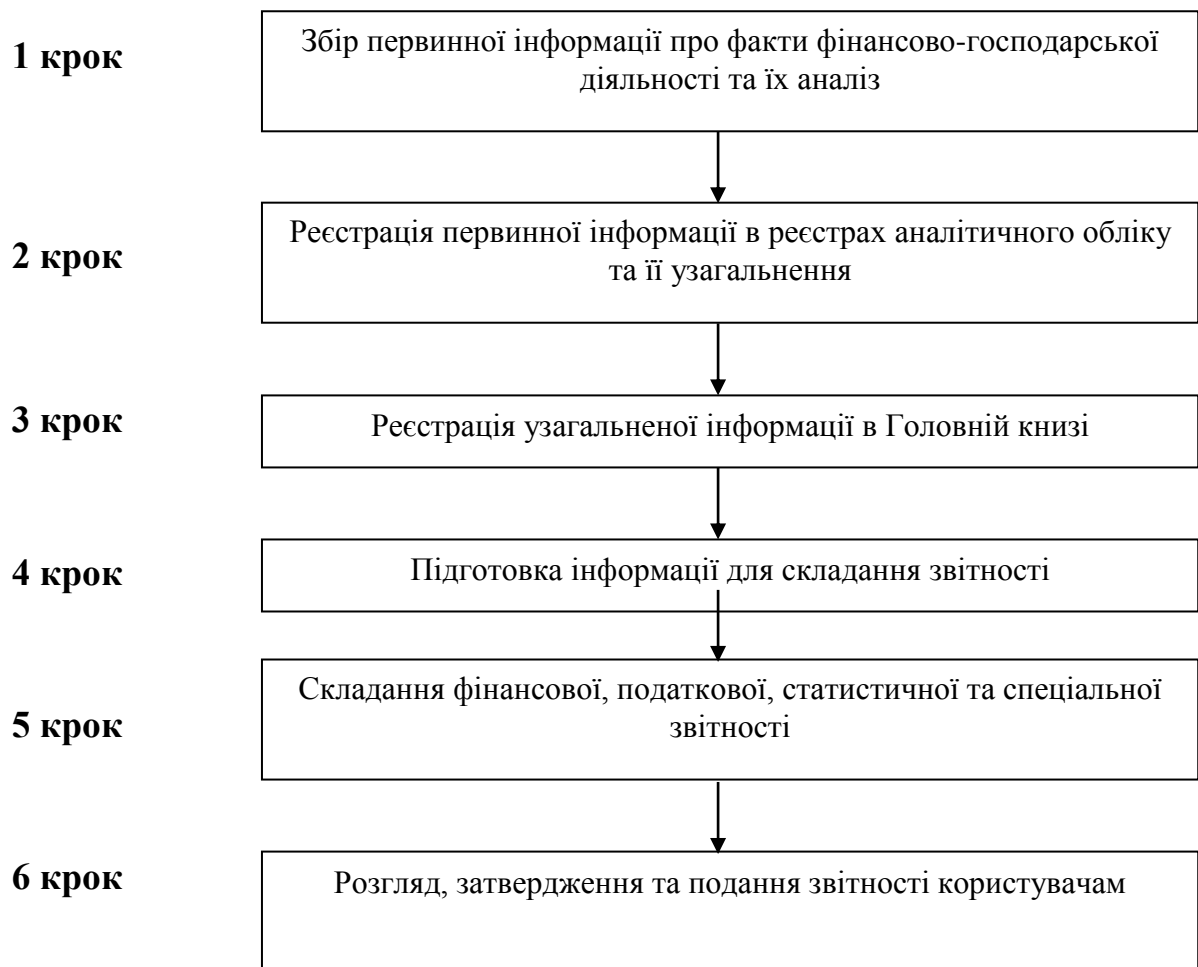 1 крок
Збір первинної інформації про факти фінансово-господарської
діяльності та їх аналіз
2 крок
Реєстрація первинної інформації в реєстрах аналітичного обліку
та її узагальнення
3 крок
Реєстрація узагальненої інформації в Головній книзі
4 крок
Підготовка інформації для складання звітності
5 крок
Складання фінансової, податкової, статистичної та спеціальної
звітності
6 крок
Розгляд, затвердження та подання звітності користувачам